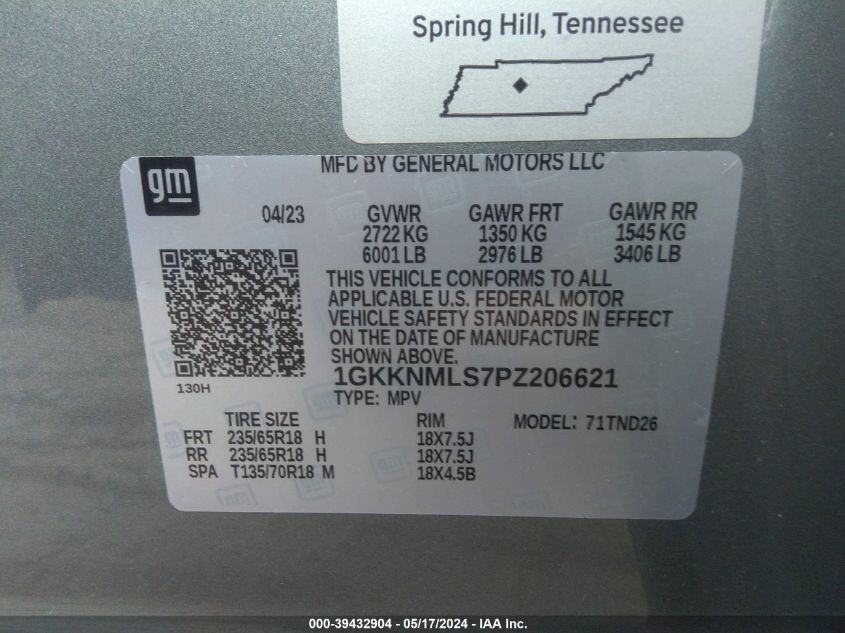 Spring Hill, Tennessee
MFD BY GENERAL MOTORS LLC
gm
04/23 GVWR GAWR FRT GAWR RR
2722 KG 1350 KG 1545 KG
6001 LB 2976 LB 3406 LB
THIS VEHICLE CONFORMS TO ALL
APPLICABLE U.S. FEDERAL MOTOR
VEHICLE SAFETY STANDARDS IN EFFECT
ON THE DATE OF MANUFACTURE
SHOWN ABOVE.
130H
1GKKNMLS7PZ206621
TYPE: MPV
TIRE SIZE RIM MODEL: 71TND26
FRT 235/65R18 H 18X7.5J
RR 235/65R18 H 18X7.5J
SPA T135/70R18 M 18X4.5B
000-39432904 - 05/17/2024 - IAA Inc.